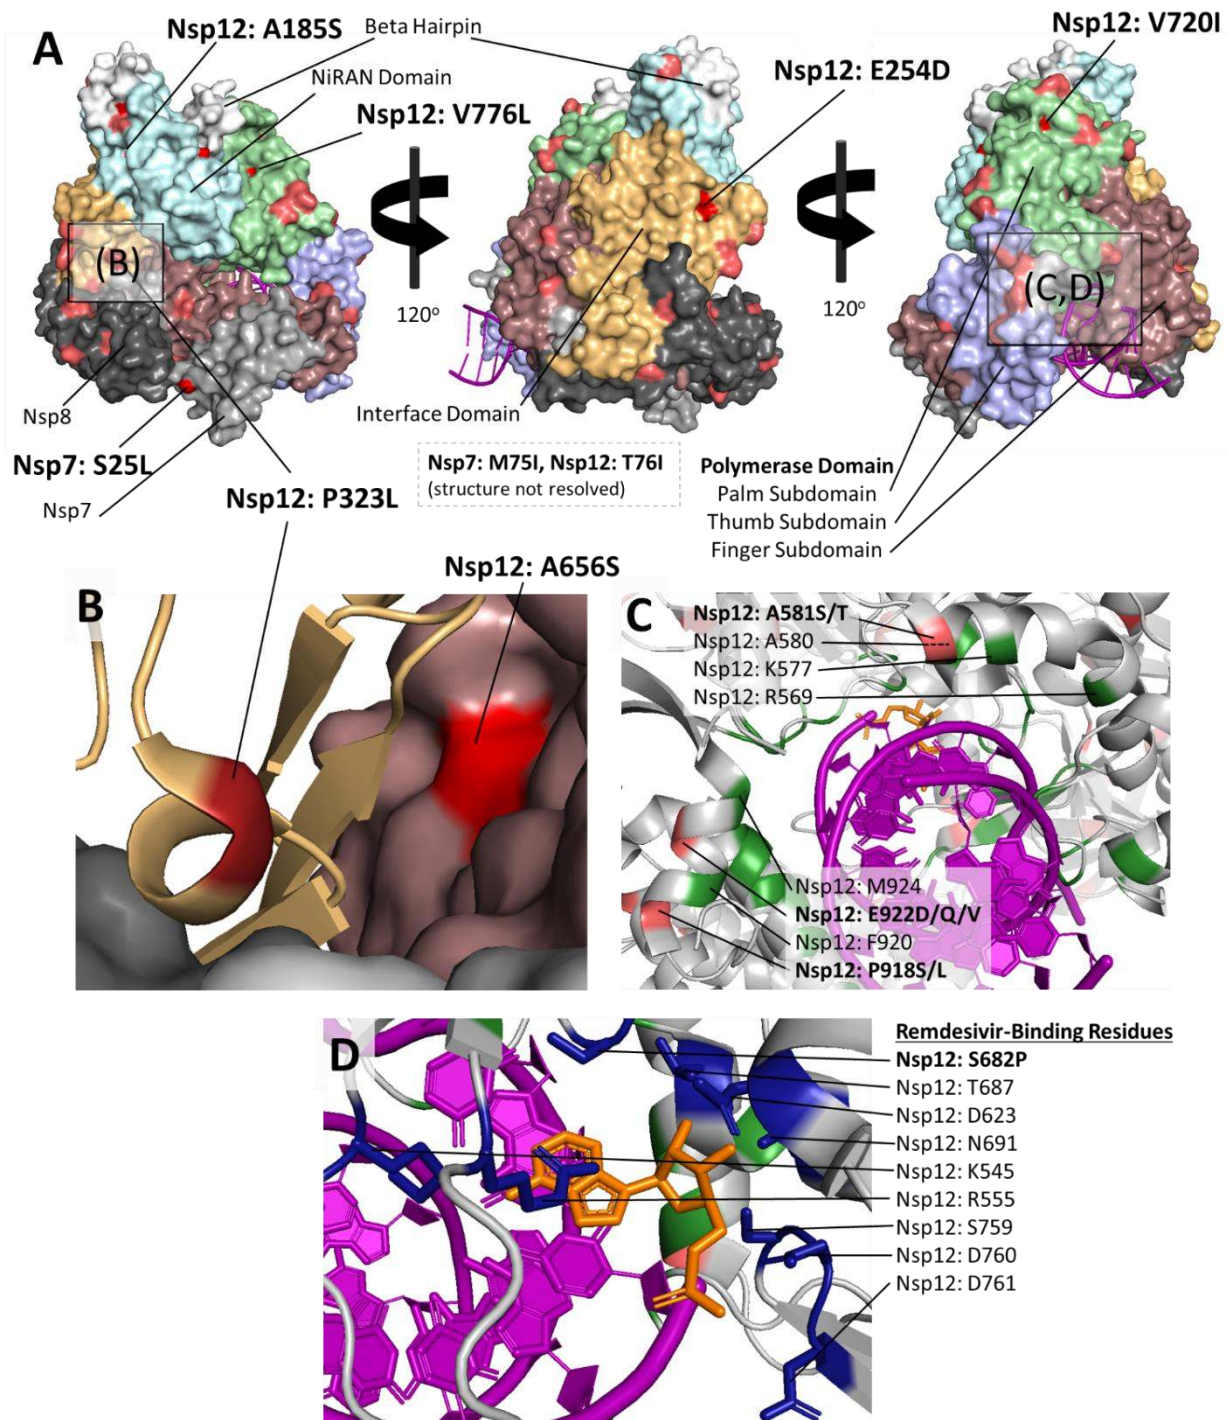 A
Nsp12: A185S
Beta Hairpin
NiRAN Domain
Nsp12: V776L
Nsp12: E254D
Nsp12: V720I
(B)
120°
120°
(C,D)
Nsp8
Nsp7: S25L
Nsp7
Nsp12: P323L
Interface Domain
Nsp7: M75I, Nsp12: T76I
(structure not resolved)
Polymerase Domain
Palm Subdomain
Thumb Subdomain
Finger Subdomain
B
Nsp12: A656S
C
Nsp12: A581S/T
Nsp12: A580
Nsp12: K577
Nsp12: R569
Nsp12: M924
Nsp12: E922D/Q/V
Nsp12: F920
Nsp12: P918S/L
D
Remdesivir-Binding Residues
Nsp12: S682P
Nsp12: T687
Nsp12: D623
Nsp12: N691
Nsp12: K545
Nsp12: R555
Nsp12: S759
Nsp12: D760
Nsp12: D761